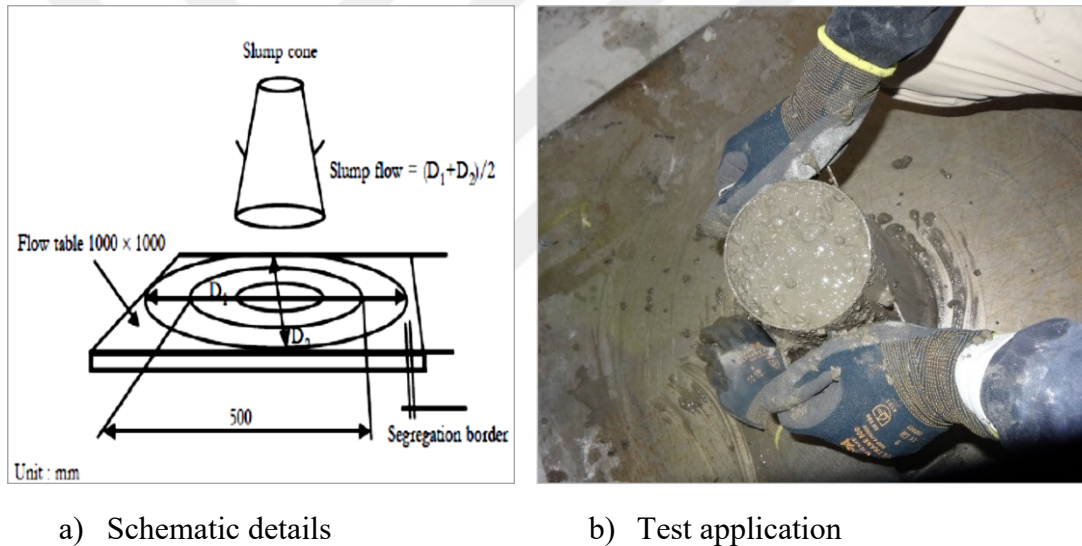 Slump cone
Slump flow = (D₁+D₂)/2
Flow table 1000 × 1000
D₁
D₂
500
Segregation border
Unit : mm
a) Schematic details
b) Test application